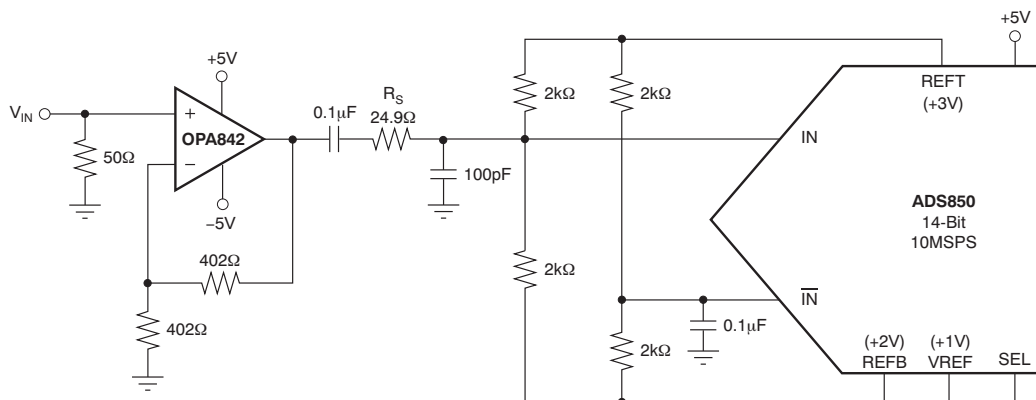 +5V
+5V
REFT
(+3V)
2kΩ
2kΩ
R_S
24.9Ω
0.1μF
V_IN
+
OPA842
−
IN
50Ω
100pF
−5V
ADS850
14-Bit
10MSPS
402Ω
2kΩ
IN
402Ω
0.1μF
2kΩ
(+2V)
REFB
(+1V)
VREF
SEL